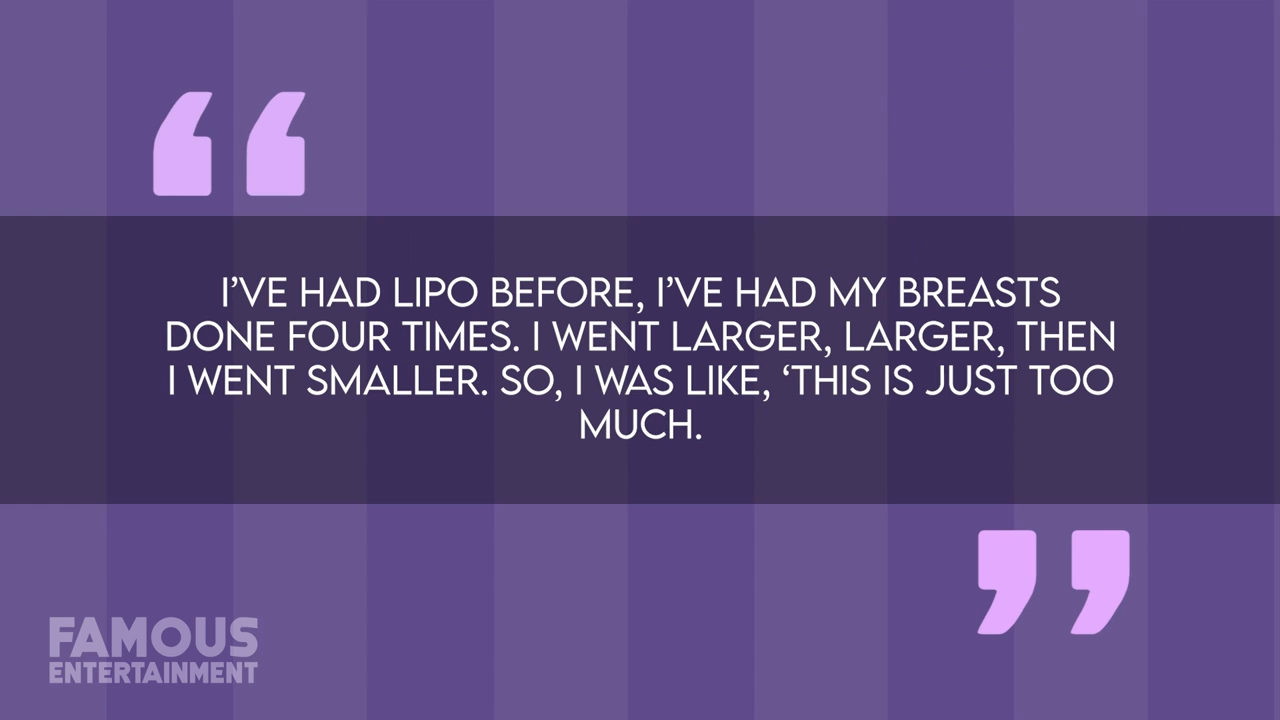 “
I’VE HAD LIPO BEFORE, I’VE HAD MY BREASTS
DONE FOUR TIMES. I WENT LARGER, LARGER, THEN
I WENT SMALLER. SO, I WAS LIKE, ‘THIS IS JUST TOO
MUCH.
”
FAMOUS
ENTERTAINMENT